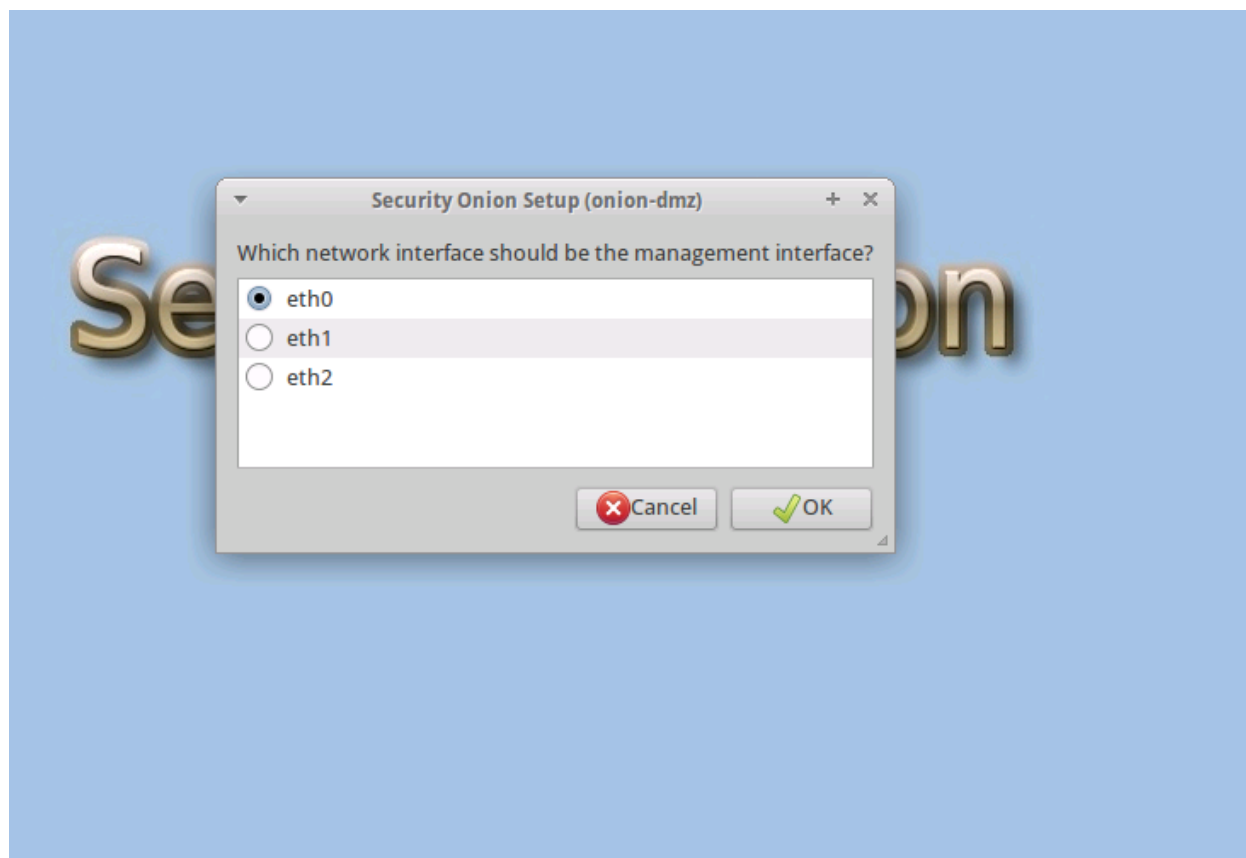 Security Onion Setup (onion-dmz)
Which network interface should be the management interface?
eth0
eth1
eth2
Cancel
OK